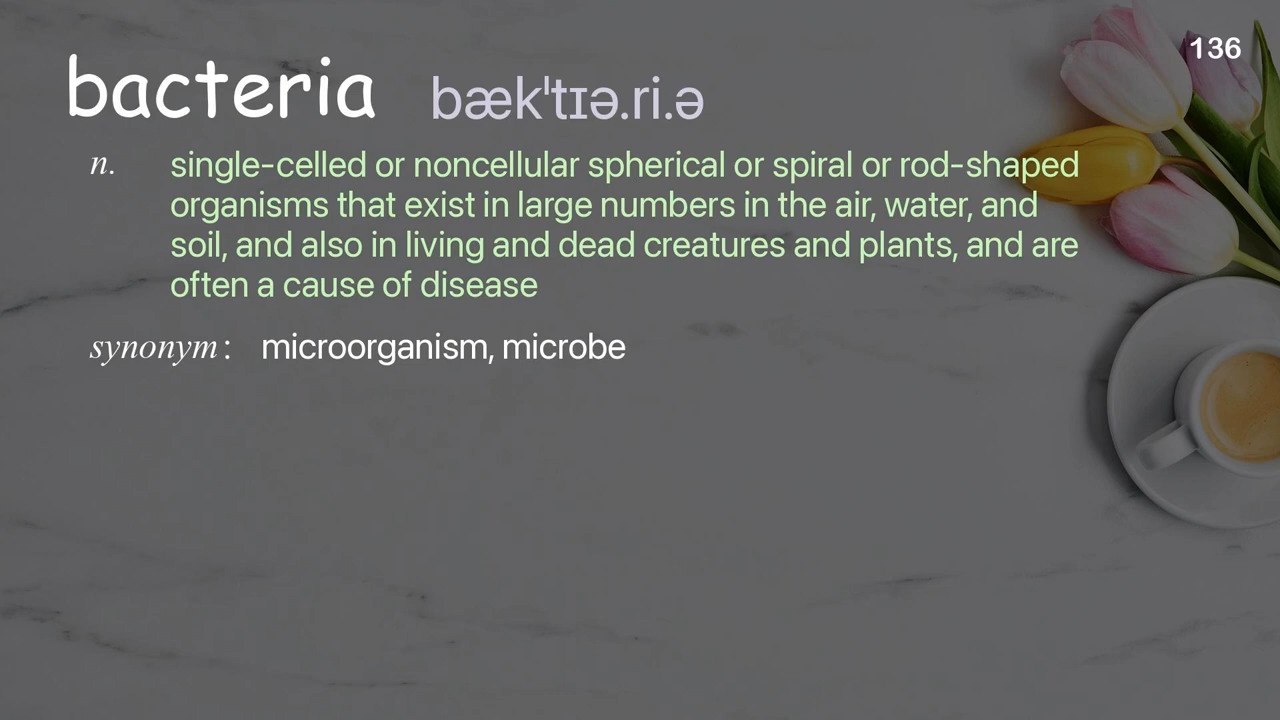 136
bacteria bækˈtɪə.ri.ə
n. single-celled or noncellular spherical or spiral or rod-shaped
organisms that exist in large numbers in the air, water, and
soil, and also in living and dead creatures and plants, and are
often a cause of disease
synonym: microorganism, microbe